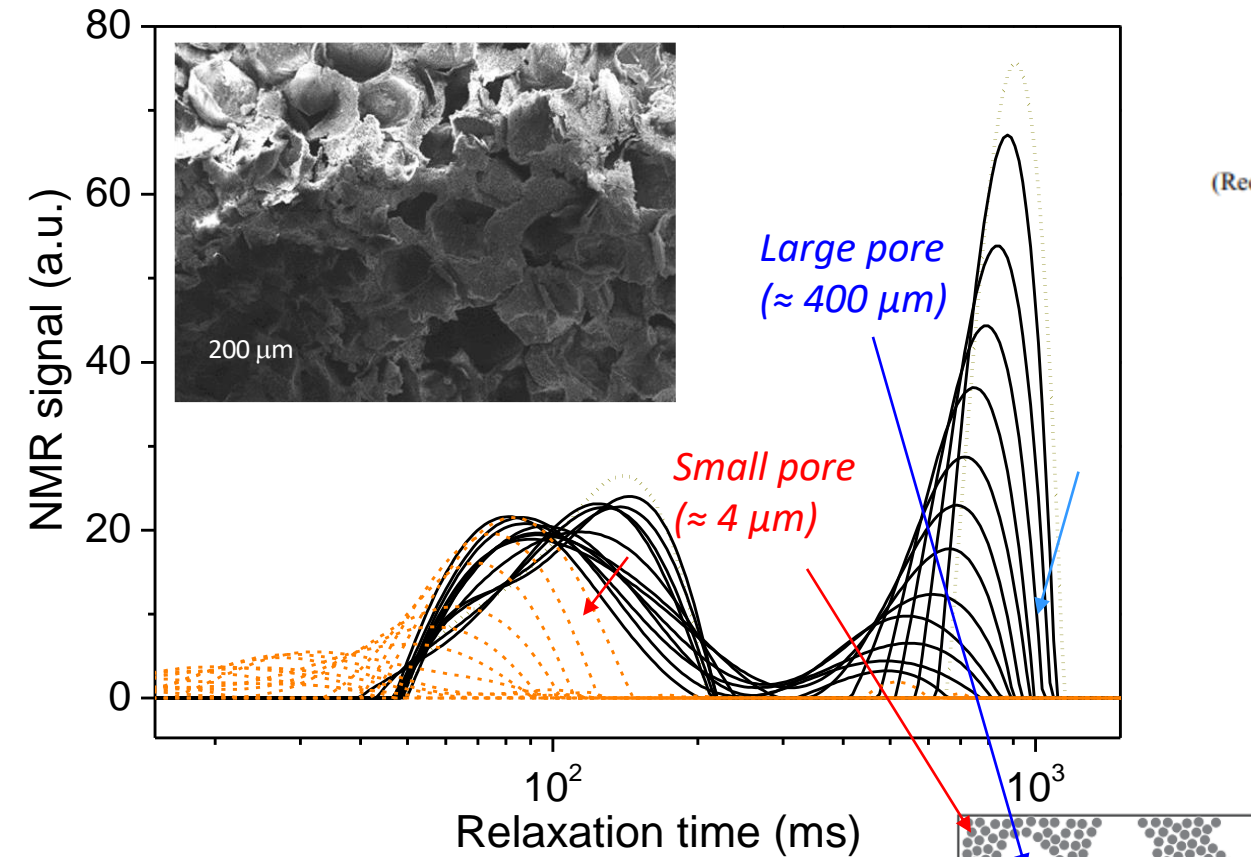 80
60
40
20
0
NMR signal (a.u.)
200 μm
Large pore
(≈ 400 μm)
Small pore
(≈ 4 μm)
10²
10³
Relaxation time (ms)